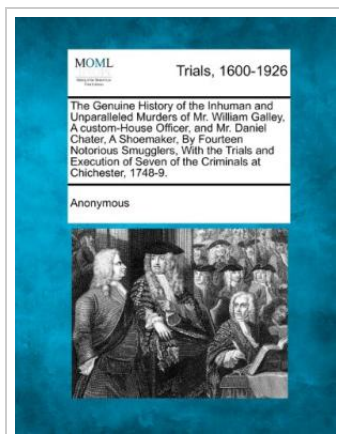 MOML
Trials, 1600-1926
The Genuine History of the Inhuman and
Unparalleled Murders of Mr. William Galley,
A custom-House Officer, and Mr. Daniel
Chater, A Shoemaker, By Fourteen
Notorious Smugglers, With the Trials and
Execution of Seven of the Criminals at
Chichester, 1748-9.
Anonymous